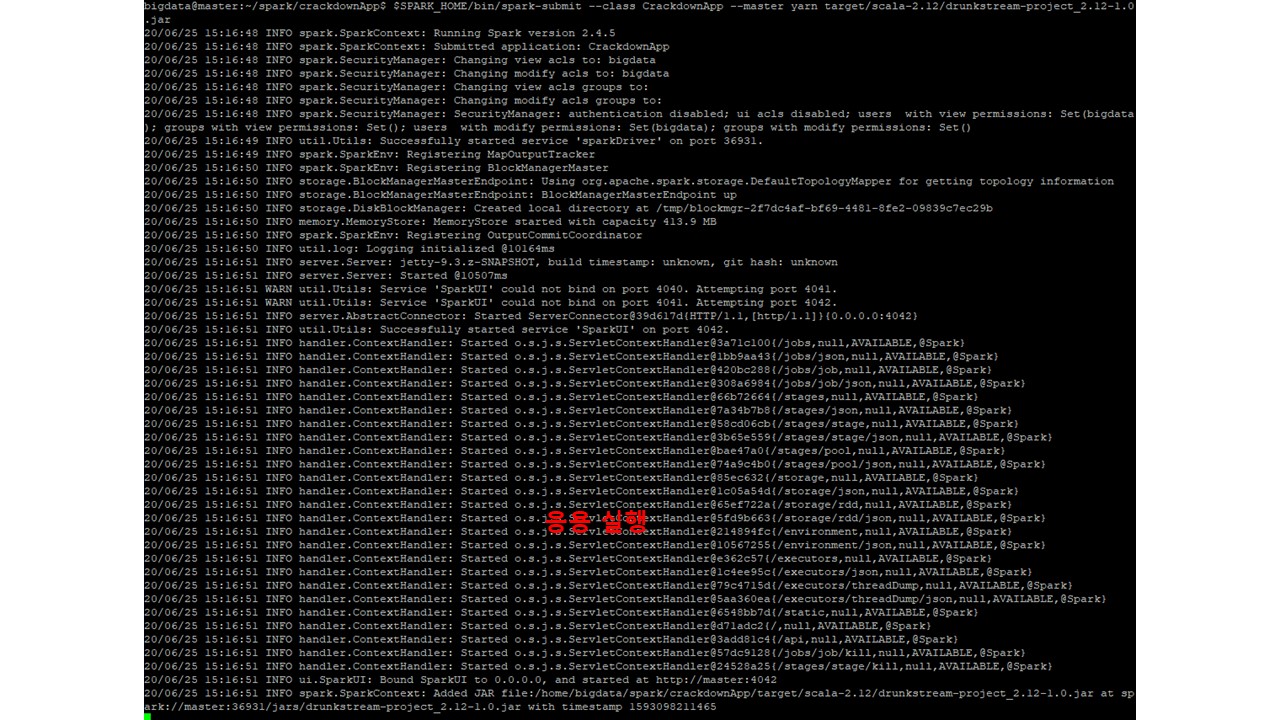 bigdata@master:~/spark/crackdownApp$ $SPARK_HOME/bin/spark-submit --class CrackdownApp --master yarn target/scala-2.12/drunkstream-project_2.12-1.0
.jar
20/06/25 15:16:48 INFO spark.SparkContext: Running Spark version 2.4.5
20/06/25 15:16:48 INFO spark.SparkContext: Submitted application: CrackdownApp
20/06/25 15:16:48 INFO spark.SecurityManager: Changing view acls to: bigdata
20/06/25 15:16:48 INFO spark.SecurityManager: Changing modify acls to: bigdata
20/06/25 15:16:48 INFO spark.SecurityManager: Changing view acls groups to:
20/06/25 15:16:48 INFO spark.SecurityManager: Changing modify acls groups to:
20/06/25 15:16:48 INFO spark.SecurityManager: SecurityManager: authentication disabled; ui acls disabled; users  with view permissions: Set(bigdata
); groups with view permissions: Set(); users  with modify permissions: Set(bigdata); groups with modify permissions: Set()
20/06/25 15:16:49 INFO util.Utils: Successfully started service 'sparkDriver' on port 36931.
20/06/25 15:16:49 INFO spark.SparkEnv: Registering MapOutputTracker
20/06/25 15:16:50 INFO spark.SparkEnv: Registering BlockManagerMaster
20/06/25 15:16:50 INFO storage.BlockManagerMasterEndpoint: Using org.apache.spark.storage.DefaultTopologyMapper for getting topology information
20/06/25 15:16:50 INFO storage.BlockManagerMasterEndpoint: BlockManagerMasterEndpoint up
20/06/25 15:16:50 INFO storage.DiskBlockManager: Created local directory at /tmp/blockmgr-2f7dc4af-bf69-4481-8fe2-09839c7ec29b
20/06/25 15:16:50 INFO memory.MemoryStore: MemoryStore started with capacity 413.9 MB
20/06/25 15:16:50 INFO spark.SparkEnv: Registering OutputCommitCoordinator
20/06/25 15:16:50 INFO util.log: Logging initialized @10164ms
20/06/25 15:16:51 INFO server.Server: jetty-9.3.z-SNAPSHOT, build timestamp: unknown, git hash: unknown
20/06/25 15:16:51 INFO server.Server: Started @10507ms
20/06/25 15:16:51 WARN util.Utils: Service 'SparkUI' could not bind on port 4040. Attempting port 4041.
20/06/25 15:16:51 WARN util.Utils: Service 'SparkUI' could not bind on port 4041. Attempting port 4042.
20/06/25 15:16:51 INFO server.AbstractConnector: Started ServerConnector@39d617d{HTTP/1.1,[http/1.1]}{0.0.0.0:4042}
20/06/25 15:16:51 INFO util.Utils: Successfully started service 'SparkUI' on port 4042.
20/06/25 15:16:51 INFO handler.ContextHandler: Started o.s.j.s.ServletContextHandler@3a71c100{/jobs,null,AVAILABLE,@Spark}
20/06/25 15:16:51 INFO handler.ContextHandler: Started o.s.j.s.ServletContextHandler@1bb9aa43{/jobs/json,null,AVAILABLE,@Spark}
20/06/25 15:16:51 INFO handler.ContextHandler: Started o.s.j.s.ServletContextHandler@420bc288{/jobs/job,null,AVAILABLE,@Spark}
20/06/25 15:16:51 INFO handler.ContextHandler: Started o.s.j.s.ServletContextHandler@308a6984{/jobs/job/json,null,AVAILABLE,@Spark}
20/06/25 15:16:51 INFO handler.ContextHandler: Started o.s.j.s.ServletContextHandler@66b72664{/stages,null,AVAILABLE,@Spark}
20/06/25 15:16:51 INFO handler.ContextHandler: Started o.s.j.s.ServletContextHandler@7a34b7b8{/stages/json,null,AVAILABLE,@Spark}
20/06/25 15:16:51 INFO handler.ContextHandler: Started o.s.j.s.ServletContextHandler@58cd06cb{/stages/stage,null,AVAILABLE,@Spark}
20/06/25 15:16:51 INFO handler.ContextHandler: Started o.s.j.s.ServletContextHandler@3b65e559{/stages/stage/json,null,AVAILABLE,@Spark}
20/06/25 15:16:51 INFO handler.ContextHandler: Started o.s.j.s.ServletContextHandler@bae47a0{/stages/pool,null,AVAILABLE,@Spark}
20/06/25 15:16:51 INFO handler.ContextHandler: Started o.s.j.s.ServletContextHandler@74a9c4b0{/stages/pool/json,null,AVAILABLE,@Spark}
20/06/25 15:16:51 INFO handler.ContextHandler: Started o.s.j.s.ServletContextHandler@85ec632{/storage,null,AVAILABLE,@Spark}
20/06/25 15:16:51 INFO handler.ContextHandler: Started o.s.j.s.ServletContextHandler@1c05a54d{/storage/json,null,AVAILABLE,@Spark}
20/06/25 15:16:51 INFO handler.ContextHandler: Started o.s.j.s.ServletContextHandler@65ef722a{/storage/rdd,null,AVAILABLE,@Spark}
20/06/25 15:16:51 INFO handler.ContextHandler: Started o.s.j.s.ServletContextHandler@5fd9b663{/storage/rdd/json,null,AVAILABLE,@Spark}
응용 실행
20/06/25 15:16:51 INFO handler.ContextHandler: Started o.s.j.s.ServletContextHandler@214894fc{/environment,null,AVAILABLE,@Spark}
20/06/25 15:16:51 INFO handler.ContextHandler: Started o.s.j.s.ServletContextHandler@10567255{/environment/json,null,AVAILABLE,@Spark}
20/06/25 15:16:51 INFO handler.ContextHandler: Started o.s.j.s.ServletContextHandler@e362c57{/executors,null,AVAILABLE,@Spark}
20/06/25 15:16:51 INFO handler.ContextHandler: Started o.s.j.s.ServletContextHandler@1c4ee95c{/executors/json,null,AVAILABLE,@Spark}
20/06/25 15:16:51 INFO handler.ContextHandler: Started o.s.j.s.ServletContextHandler@79c4715d{/executors/threadDump,null,AVAILABLE,@Spark}
20/06/25 15:16:51 INFO handler.ContextHandler: Started o.s.j.s.ServletContextHandler@5aa360ea{/executors/threadDump/json,null,AVAILABLE,@Spark}
20/06/25 15:16:51 INFO handler.ContextHandler: Started o.s.j.s.ServletContextHandler@6548bb7d{/static,null,AVAILABLE,@Spark}
20/06/25 15:16:51 INFO handler.ContextHandler: Started o.s.j.s.ServletContextHandler@d71adc2{/,null,AVAILABLE,@Spark}
20/06/25 15:16:51 INFO handler.ContextHandler: Started o.s.j.s.ServletContextHandler@3add81c4{/api,null,AVAILABLE,@Spark}
20/06/25 15:16:51 INFO handler.ContextHandler: Started o.s.j.s.ServletContextHandler@57dc9128{/jobs/job/kill,null,AVAILABLE,@Spark}
20/06/25 15:16:51 INFO handler.ContextHandler: Started o.s.j.s.ServletContextHandler@24528a25{/stages/stage/kill,null,AVAILABLE,@Spark}
20/06/25 15:16:51 INFO ui.SparkUI: Bound SparkUI to 0.0.0.0, and started at http://master:4042
20/06/25 15:16:51 INFO spark.SparkContext: Added JAR file:/home/bigdata/spark/crackdownApp/target/scala-2.12/drunkstream-project_2.12-1.0.jar at sp
ark://master:36931/jars/drunkstream-project_2.12-1.0.jar with timestamp 1593098211465